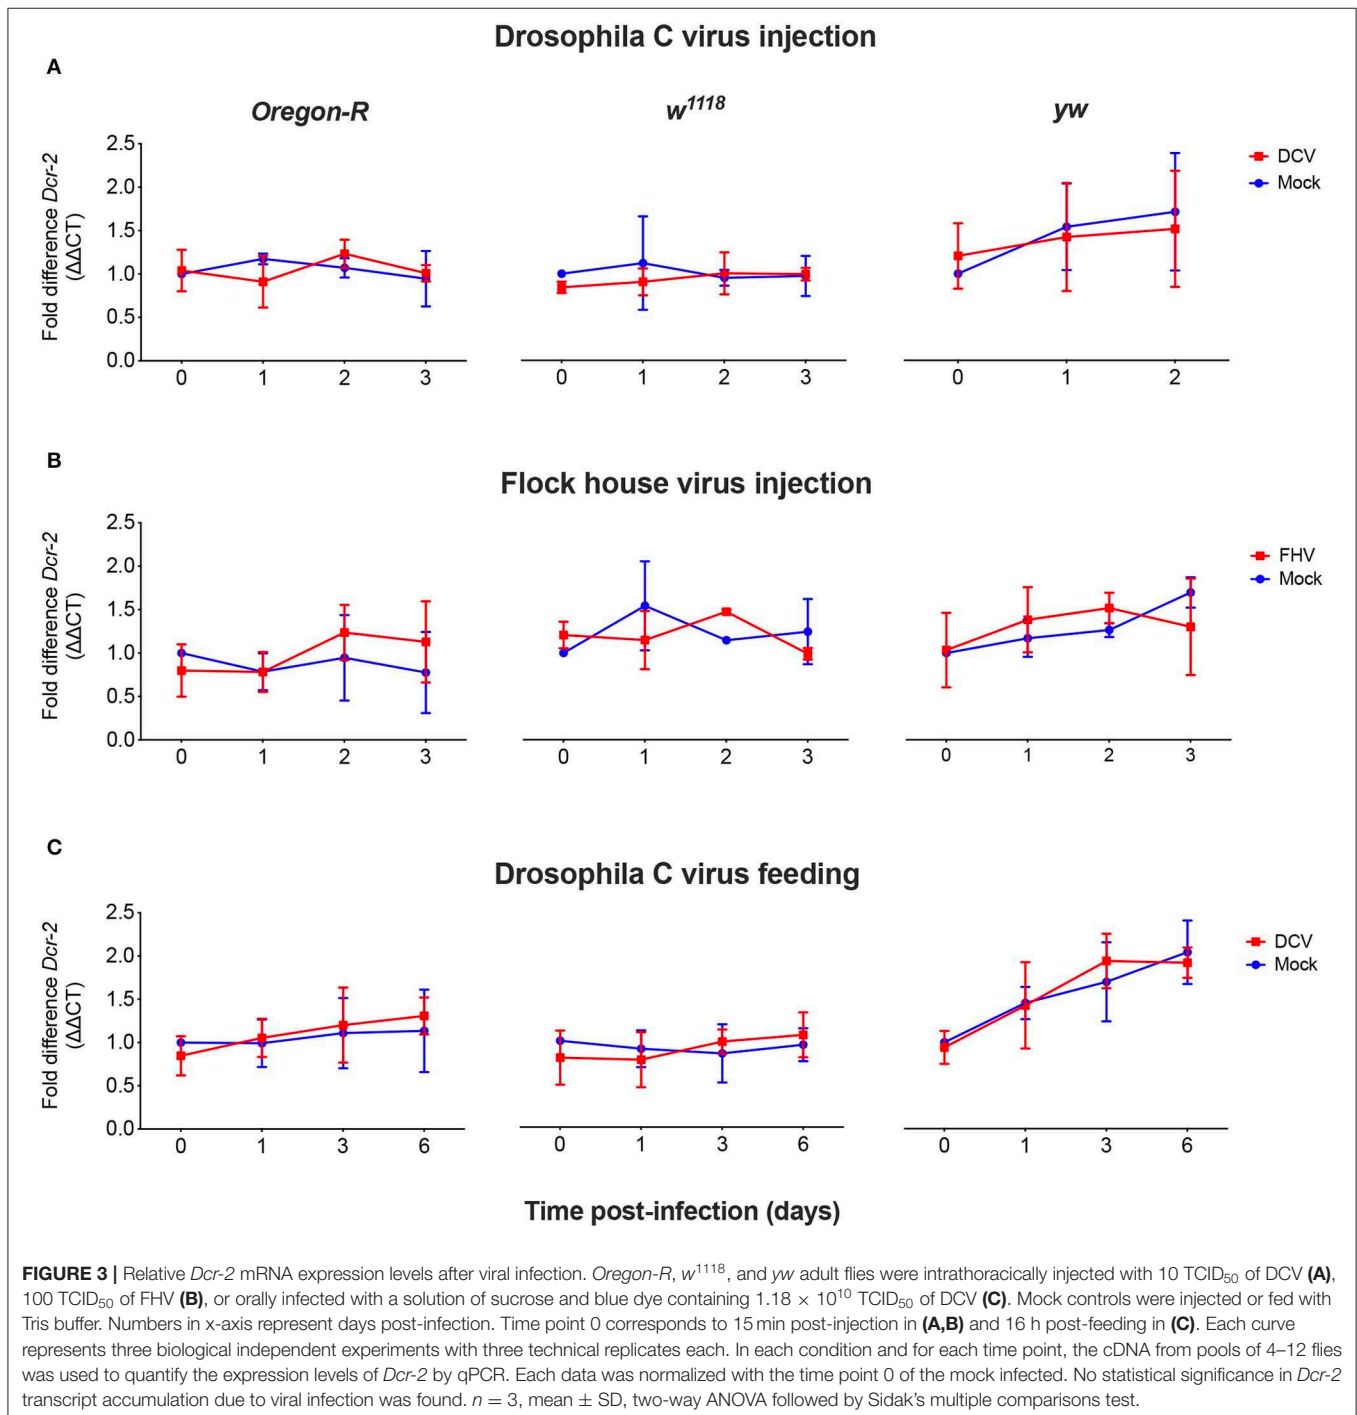 Drosophila C virus injection
A
Oregon-R
w¹¹¹⁸
yw
Fold difference Dcr-2
(ΔΔCT)
2.5
2.0
1.5
1.0
0.5
0.0
0 1 2 3
0 1 2 3
0 1 2
DCV
Mock
B
Flock house virus injection
Fold difference Dcr-2
(ΔΔCT)
2.5
2.0
1.5
1.0
0.5
0.0
0 1 2 3
0 1 2 3
0 1 2 3
FHV
Mock
C
Drosophila C virus feeding
Fold difference Dcr-2
(ΔΔCT)
2.5
2.0
1.5
1.0
0.5
0.0
0 1 3 6
0 1 3 6
0 1 3 6
DCV
Mock
Time post-infection (days)
FIGURE 3 | Relative Dcr-2 mRNA expression levels after viral infection. Oregon-R, w¹¹¹⁸, and yw adult flies were intrathoracically injected with 10 TCID₅₀ of DCV (A),
100 TCID₅₀ of FHV (B), or orally infected with a solution of sucrose and blue dye containing 1.18 × 10¹⁰ TCID₅₀ of DCV (C). Mock controls were injected or fed with
Tris buffer. Numbers in x-axis represent days post-infection. Time point 0 corresponds to 15 min post-injection in (A,B) and 16 h post-feeding in (C). Each curve
represents three biological independent experiments with three technical replicates each. In each condition and for each time point, the cDNA from pools of 4–12 flies
was used to quantify the expression levels of Dcr-2 by qPCR. Each data was normalized with the time point 0 of the mock infected. No statistical significance in Dcr-2
transcript accumulation due to viral infection was found. n = 3, mean ± SD, two-way ANOVA followed by Sidak's multiple comparisons test.